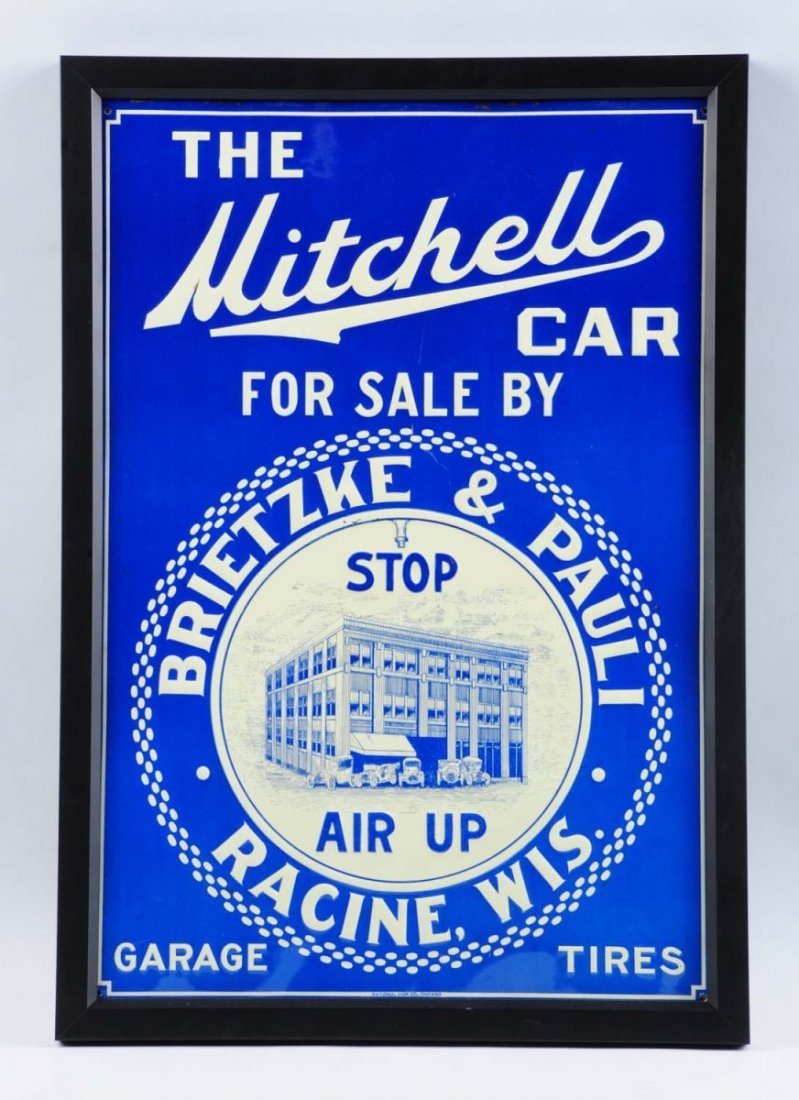 THE
Mitchell
CAR
FOR SALE BY
BRIETZKE & PAULI
STOP
AIR UP
RACINE, WIS.
GARAGE TIRES